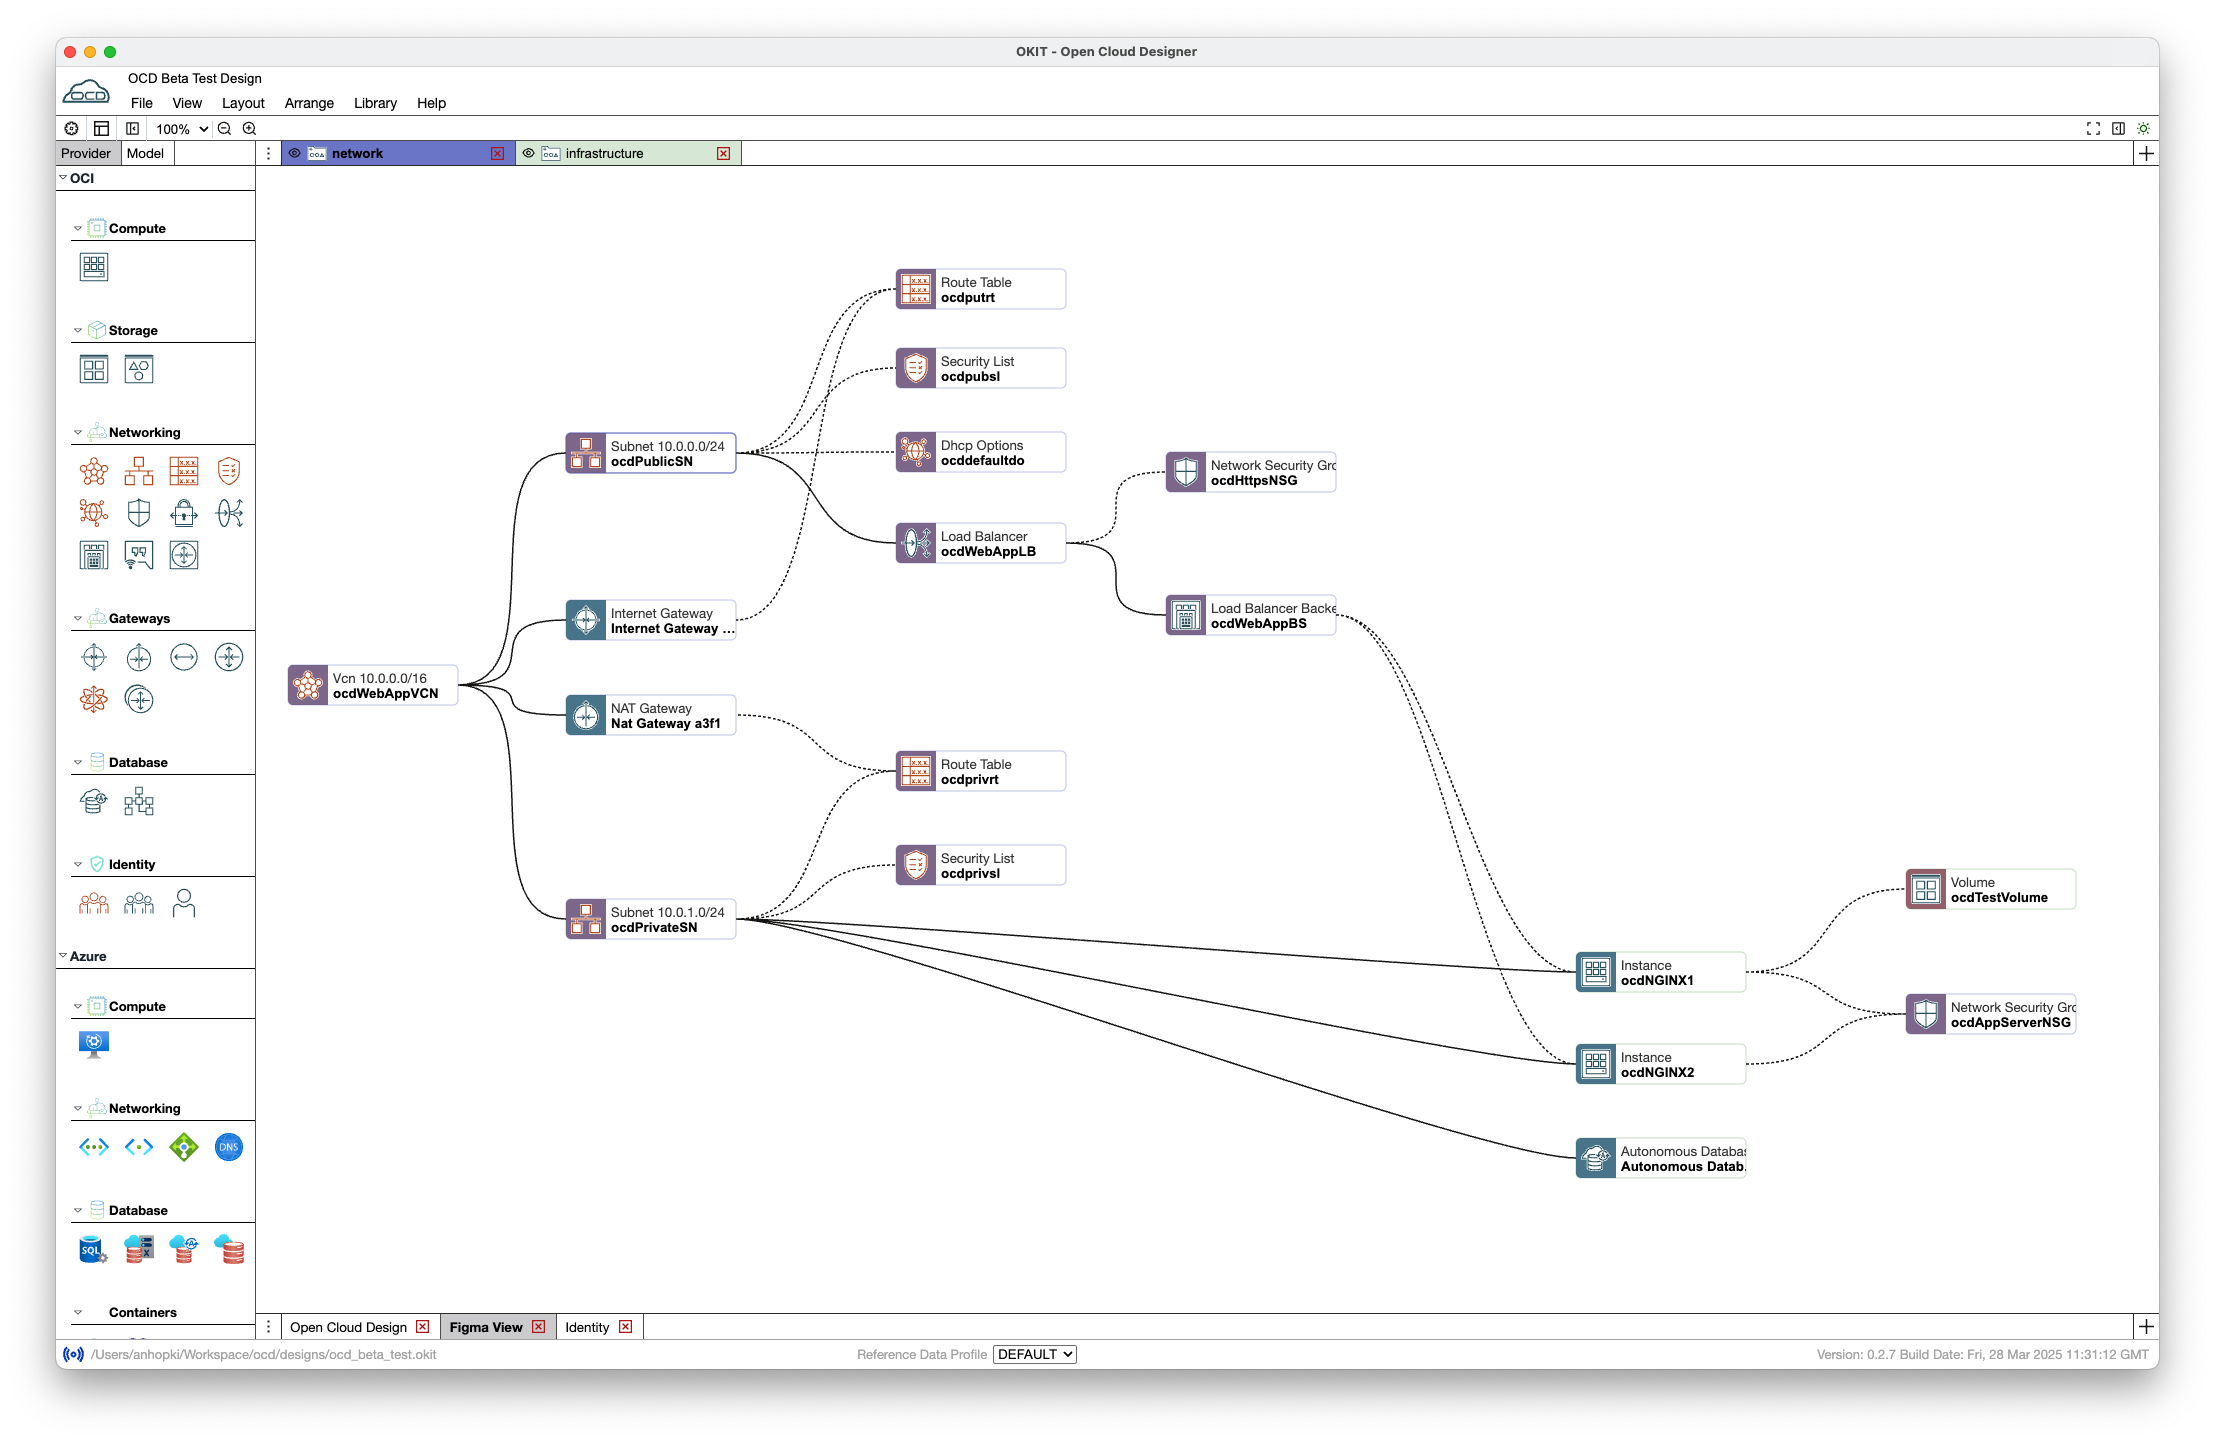 OKIT - Open Cloud Designer
OCD
OCD Beta Test Design
File View Layout Arrange Library Help
100%
Provider Model
network
infrastructure
OCI
Compute
Storage
Networking
Gateways
Database
Identity
Azure
Compute
Networking
DNS
Database
SQL
Containers
Route Table
ocdputrt
Security List
ocdpubsl
Subnet 10.0.0.0/24
ocdPublicSN
Dhcp Options
ocddefaultdo
Network Security Gro
ocdHttpsNSG
Load Balancer
ocdWebAppLB
Internet Gateway
Internet Gateway ...
Load Balancer Backe
ocdWebAppBS
Vcn 10.0.0.0/16
ocdWebAppVCN
NAT Gateway
Nat Gateway a3f1
Route Table
ocdprivrt
Security List
ocdprivsl
Subnet 10.0.1.0/24
ocdPrivateSN
Volume
ocdTestVolume
Instance
ocdNGINX1
Network Security Gro
ocdAppServerNSG
Instance
ocdNGINX2
Autonomous Databas
Autonomous Datab.
Open Cloud Design
Figma View
Identity
/Users/anhopki/Workspace/ocd/designs/ocd_beta_test.okit
Reference Data Profile DEFAULT
Version: 0.2.7 Build Date: Fri, 28 Mar 2025 11:31:12 GMT